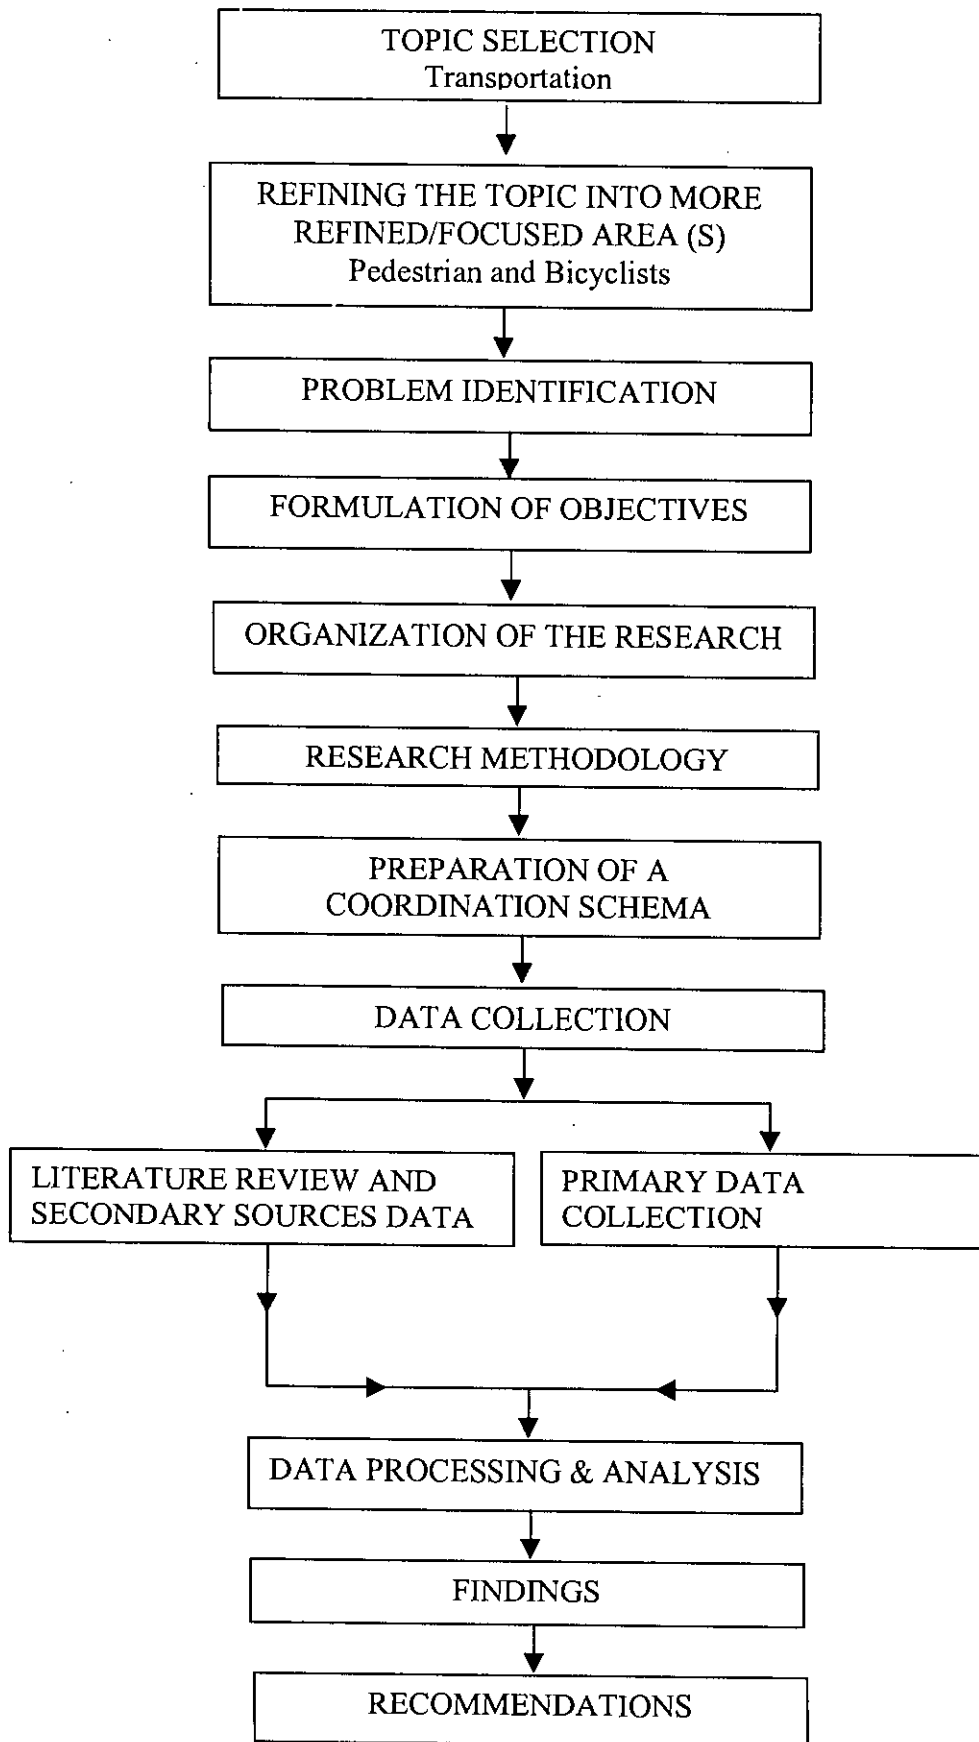 TOPIC SELECTION
Transportation
REFINING THE TOPIC INTO MORE
REFINED/FOCUSED AREA (S)
Pedestrian and Bicyclists
PROBLEM IDENTIFICATION
FORMULATION OF OBJECTIVES
ORGANIZATION OF THE RESEARCH
RESEARCH METHODOLOGY
PREPARATION OF A
COORDINATION SCHEMA
DATA COLLECTION
LITERATURE REVIEW AND
SECONDARY SOURCES DATA
PRIMARY DATA
COLLECTION
DATA PROCESSING & ANALYSIS
FINDINGS
RECOMMENDATIONS